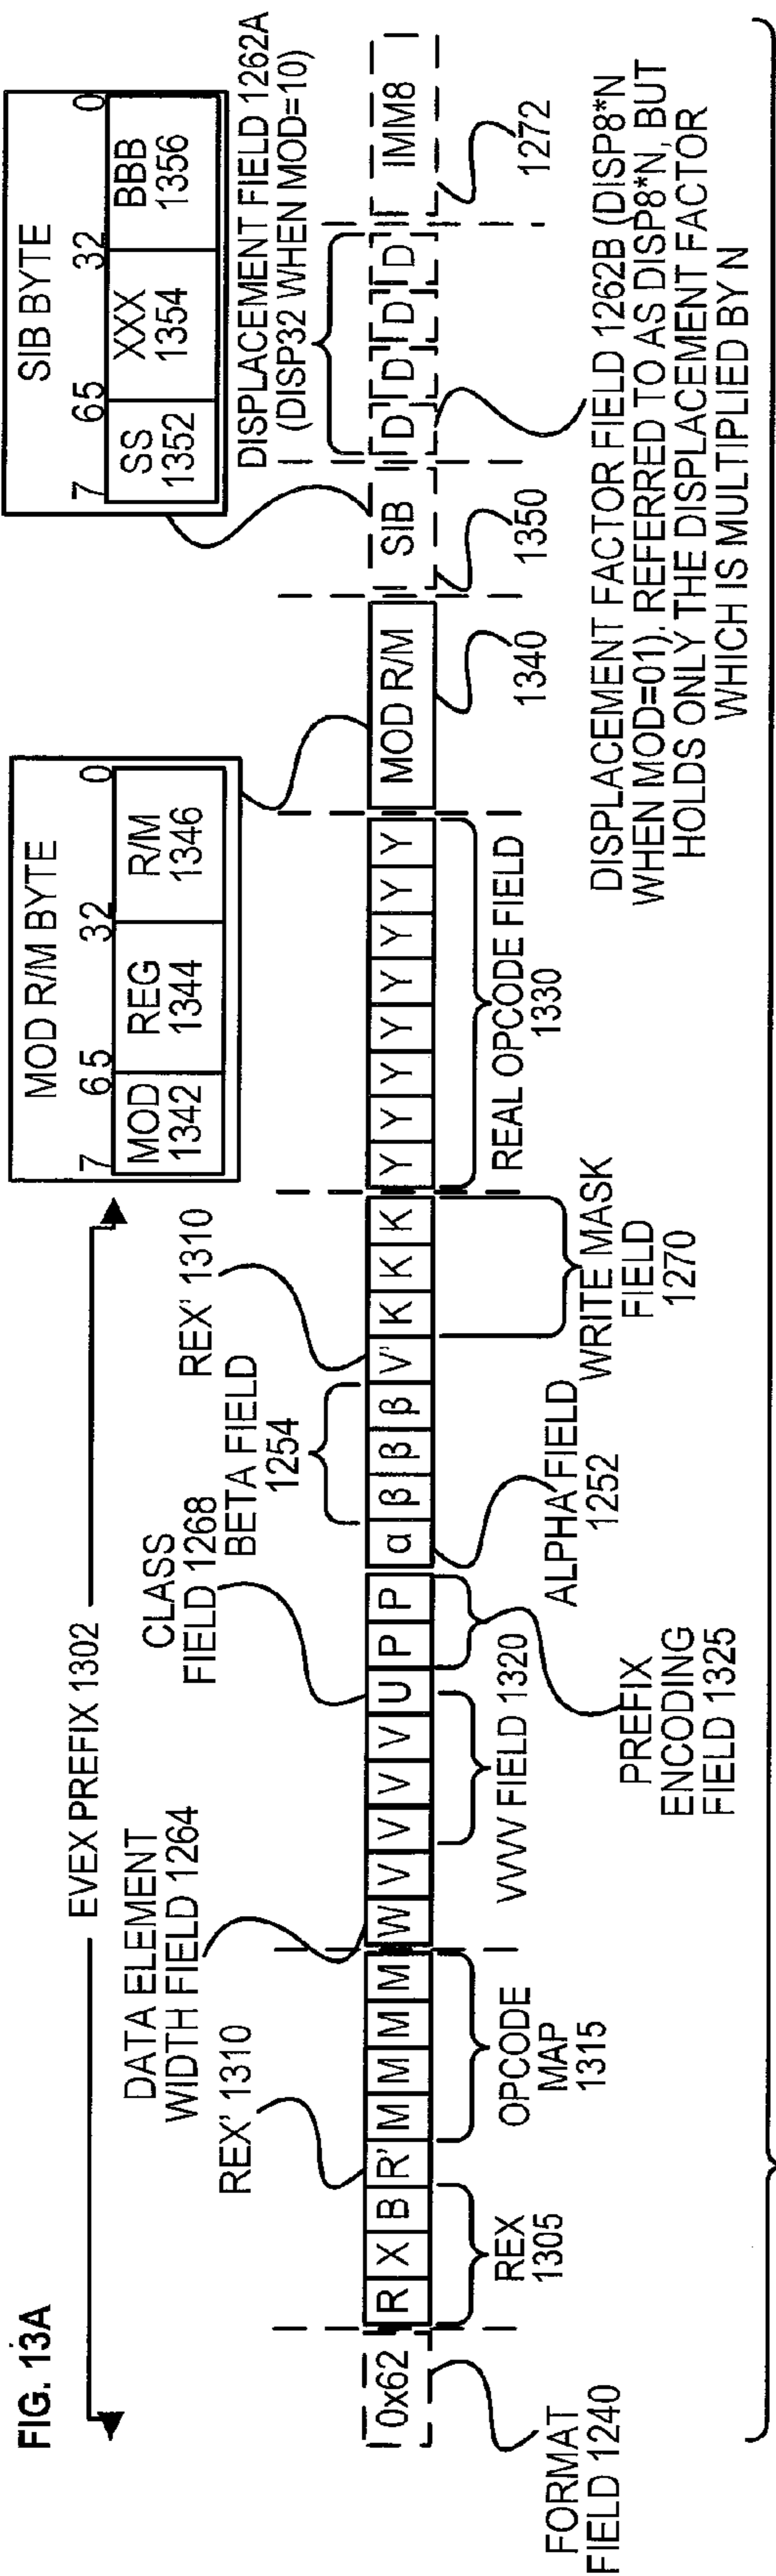 FIG. 13A
EVEX PREFIX 1302
MOD R/M BYTE
7 6 5 3 2 0
MOD REG R/M
1342 1344 1346
SIB BYTE
7 6 5 3 2 0
SS XXX BBB
1352 1354 1356
DATA ELEMENT
WIDTH FIELD 1264
CLASS
FIELD 1268
BETA FIELD
1254
REX' 1310
REX' 1310
DISPLACEMENT FIELD 1262A
(DISP32 WHEN MOD=10)
0x62 R X B R' M M M M W V V V V U P P α β β β V' K K K Y Y Y Y Y Y Y Y MOD R/M SIB D D D D IMM8
FORMAT
FIELD 1240
REX
1305
OPCODE
MAP
1315
VVVV FIELD 1320
PREFIX
ENCODING
FIELD 1325
ALPHA FIELD
1252
WRITE MASK
FIELD
1270
REAL OPCODE FIELD
1330
1340
1350
1272
DISPLACEMENT FACTOR FIELD 1262B (DISP8*N
WHEN MOD=01). REFERRED TO AS DISP8*N, BUT
HOLDS ONLY THE DISPLACEMENT FACTOR
WHICH IS MULTIPLIED BY N